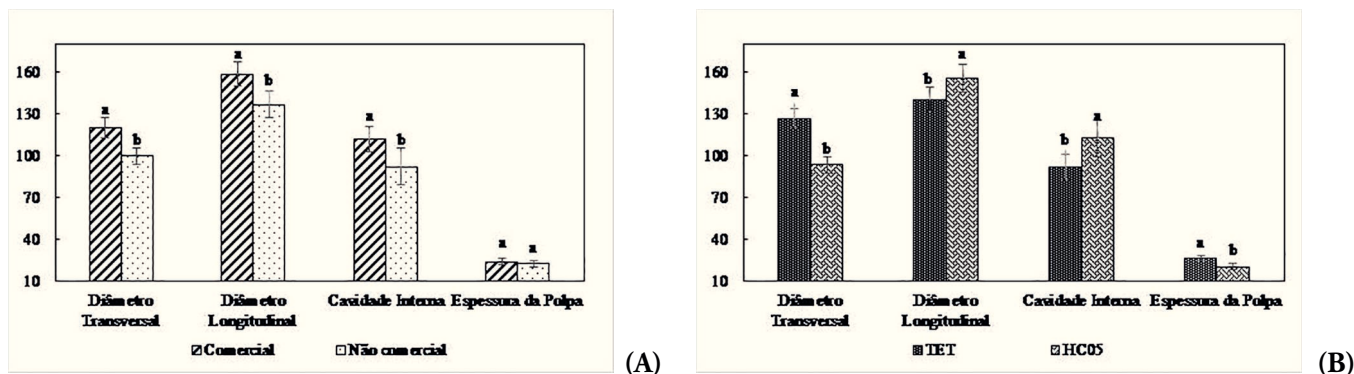 160
130
100
70
40
10
a
b
a
b
a
b
a
a
Diâmetro
Transversal
Diâmetro
Longitudinal
Cavidade Interna
Espessura da Polpa
Comercial
Não comercial
(A)
160
130
100
70
40
10
a
b
b
a
b
a
a
b
Diâmetro
Transversal
Diâmetro
Longitudinal
Cavidade Interna
Espessura da Polpa
TET
HC05
(B)